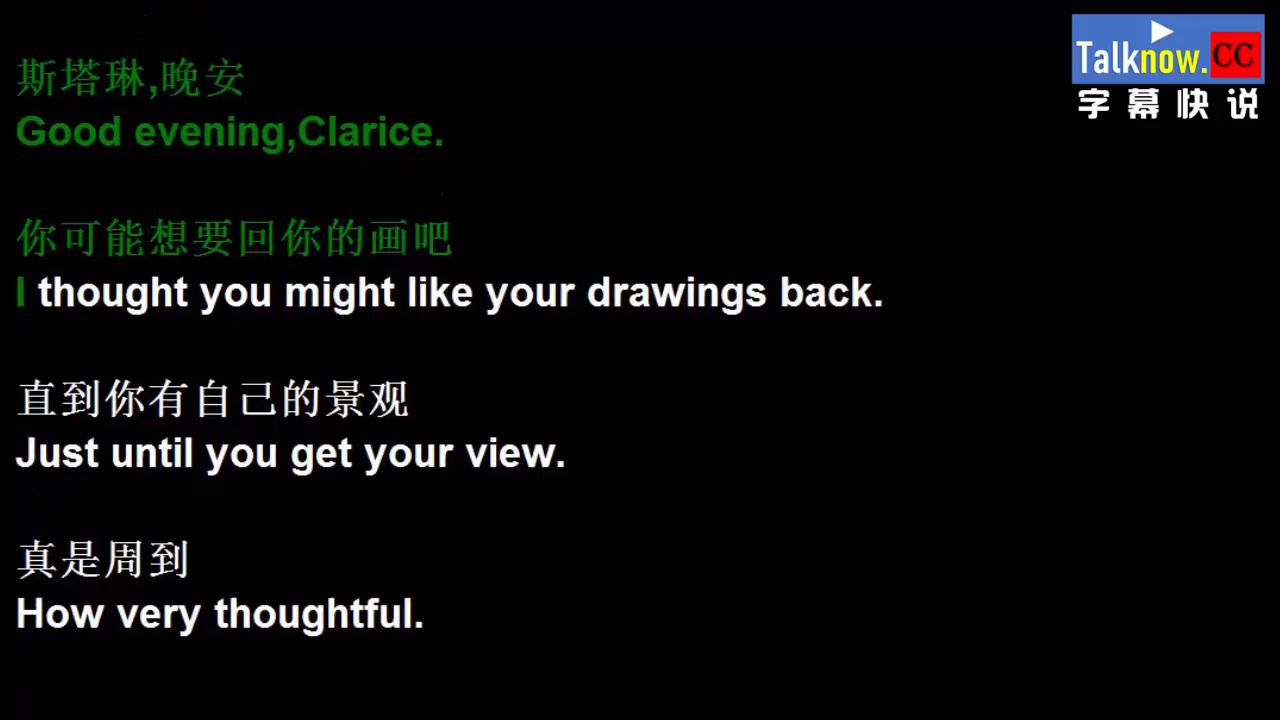 斯塔琳,晚安
Good evening,Clarice.
你可能想要回你的画吧
I thought you might like your drawings back.
直到你有自己的景观
Just until you get your view.
真是周到
How very thoughtful.
Talknow.CC
字幕快说